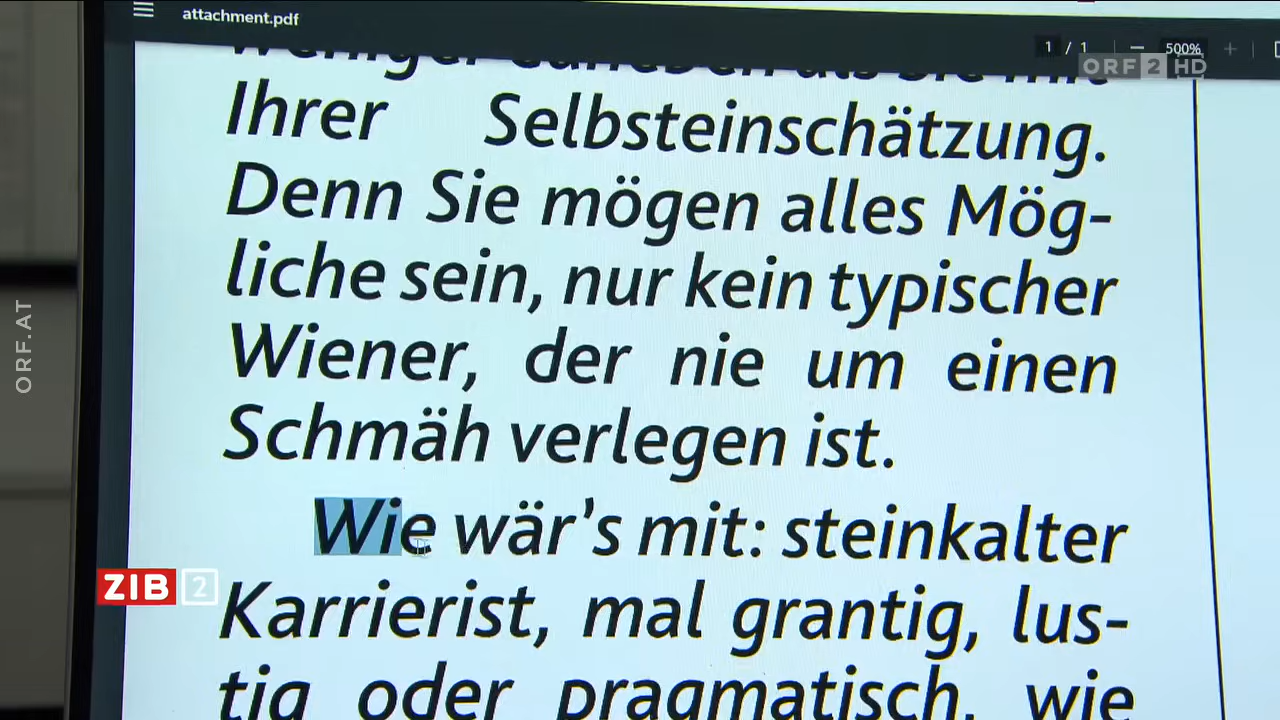 attachment.pdf
1 / 1
500%
ORF 2 HD
Ihrer Selbsteinschätzung.
Denn Sie mögen alles Mög-
liche sein, nur kein typischer
Wiener, der nie um einen
Schmäh verlegen ist.
Wie wär's mit: steinkalter
Karrierist, mal grantig, lus-
tig oder pragmatisch, wie
ORF.AT
ZIB 2